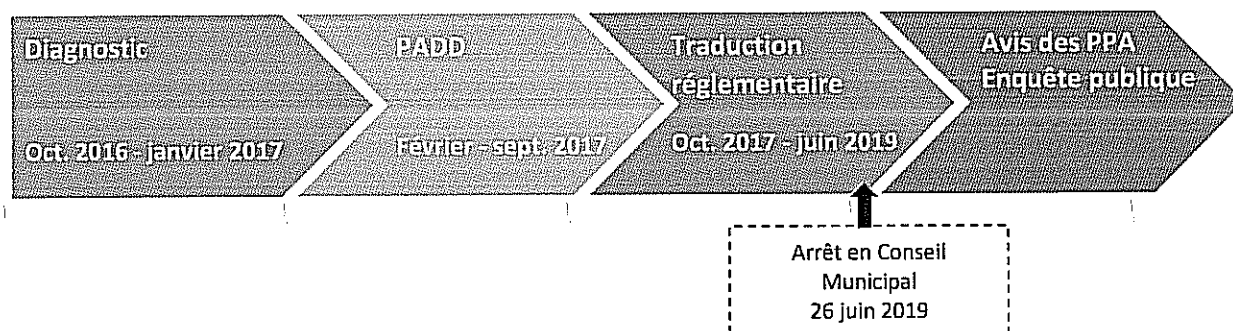 Diagnostic
Oct. 2016 - janvier 2017
PADD
Février - sept. 2017
Traduction
réglementaire
Oct. 2017 - juin 2019
Avis des PPA
Enquête publique
Arrêt en Conseil
Municipal
26 juin 2019